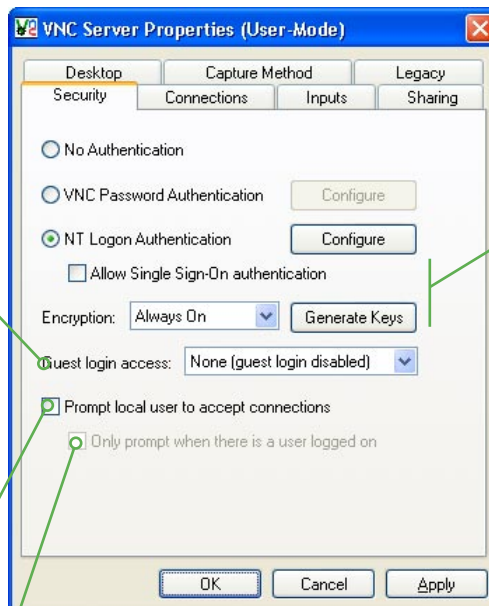 VNC Server Properties (User-Mode)
Desktop Capture Method Legacy
Security Connections Inputs Sharing
No Authentication
VNC Password Authentication Configure
NT Logon Authentication Configure
Allow Single Sign-On authentication
Encryption: Always On Generate Keys
Guest login access: None (guest login disabled)
Prompt local user to accept connections
Only prompt when there is a user logged on
OK Cancel Apply